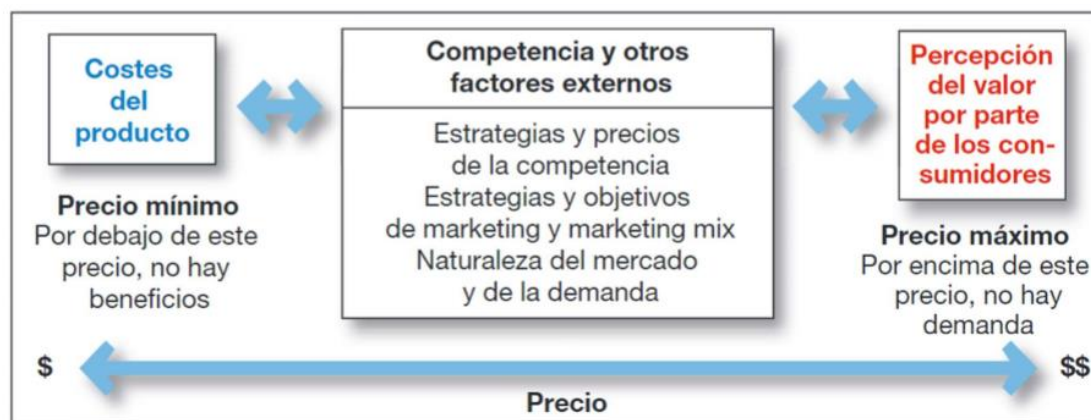 Costes
del
producto
Precio mínimo
Por debajo de este
precio, no hay
beneficios
Competencia y otros
factores externos
Estrategias y precios
de la competencia
Estrategias y objetivos
de marketing y marketing mix
Naturaleza del mercado
y de la demanda
Percepción
del valor
por parte
de los con-
sumidores
Precio máximo
Por encima de este
precio, no hay
demanda
$
$$
Precio